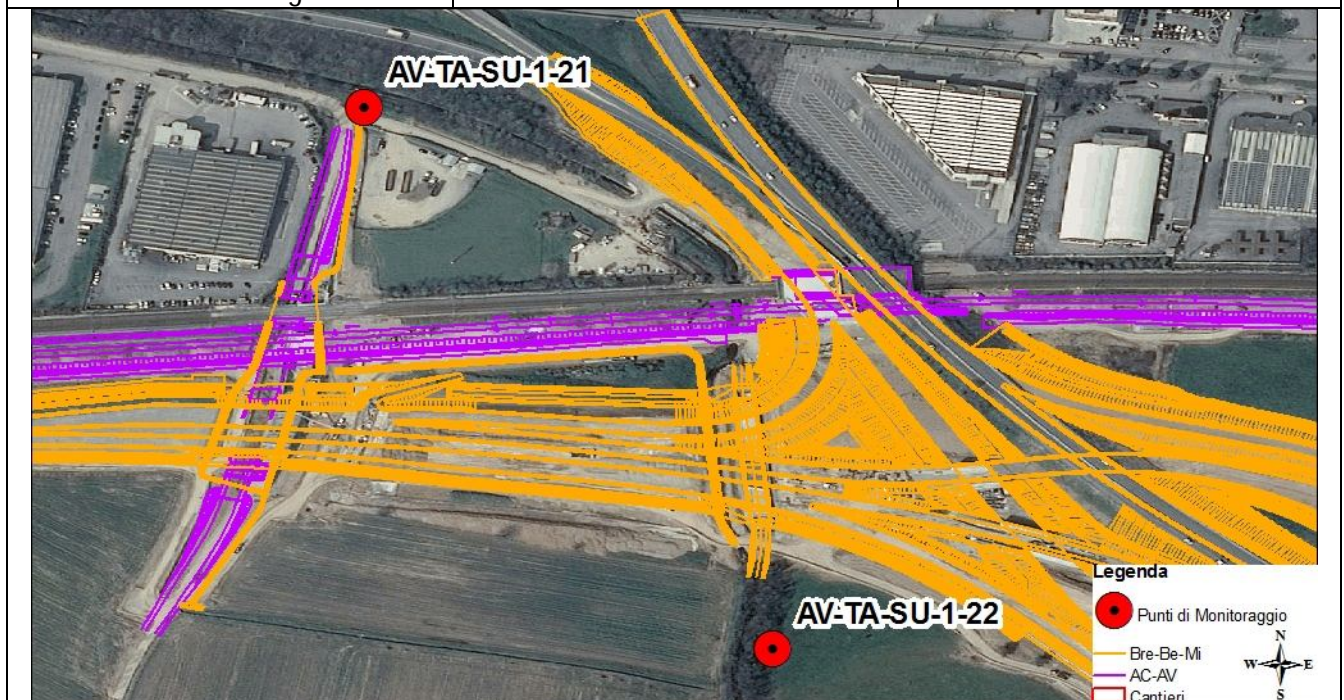 AV-TA-SU-1-21
AV-TA-SU-1-22
Legenda
Punti di Monitoraggio
Bre-Be-Mi
AC-AV
Cantieri
N
W
E
S